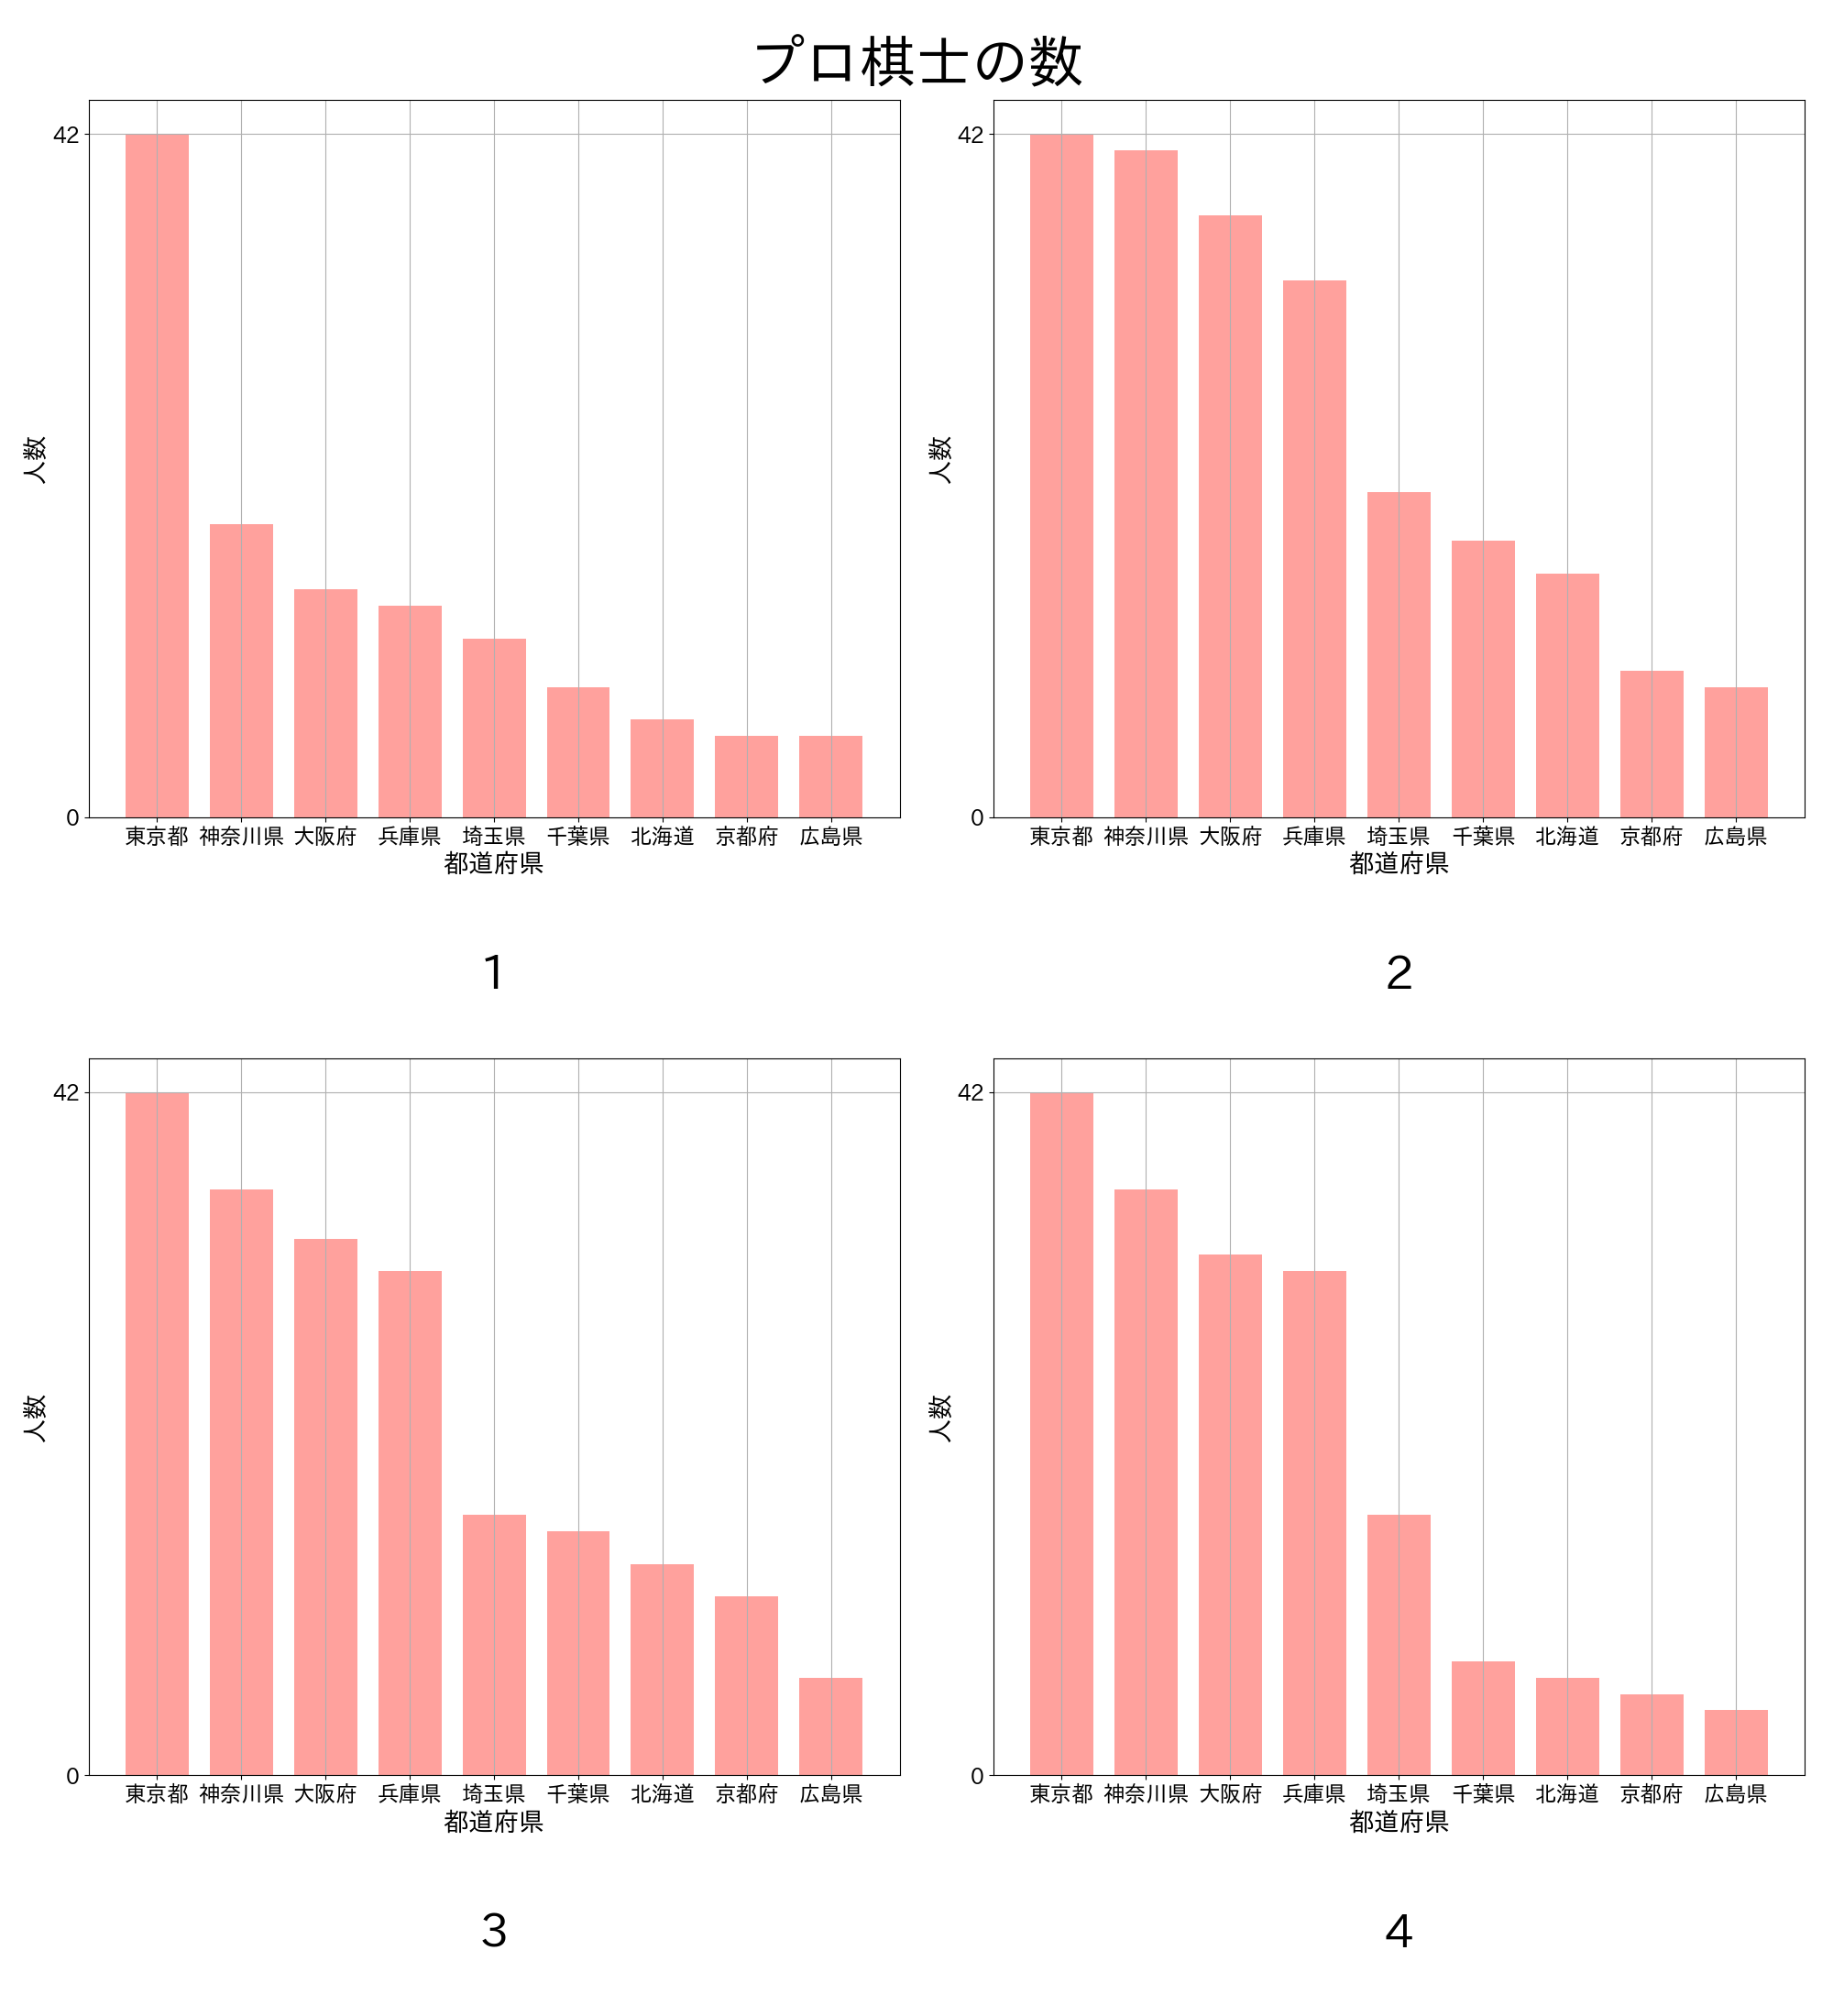 プロ棋士の数
42
0
人数
東京都 神奈川県 大阪府 兵庫県 埼玉県 千葉県 北海道 京都府 広島県
都道府県
1
42
0
人数
東京都 神奈川県 大阪府 兵庫県 埼玉県 千葉県 北海道 京都府 広島県
都道府県
2
42
0
人数
東京都 神奈川県 大阪府 兵庫県 埼玉県 千葉県 北海道 京都府 広島県
都道府県
3
42
0
人数
東京都 神奈川県 大阪府 兵庫県 埼玉県 千葉県 北海道 京都府 広島県
都道府県
4